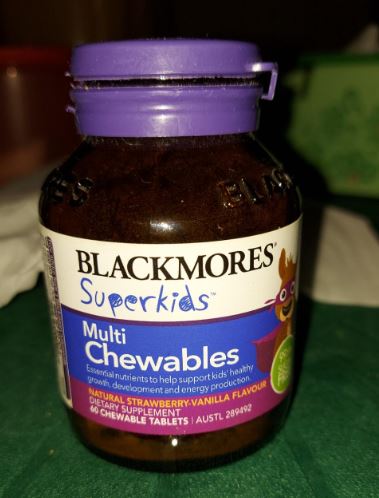 BLACKMORES®
Superkids™
Multi
Chewables
Essential nutrients to help support kids' healthy
growth, development and energy production.
NATURAL STRAWBERRY-VANILLA FLAVOUR
DIETARY SUPPLEMENT
60 CHEWABLE TABLETS | AUSTL 289492